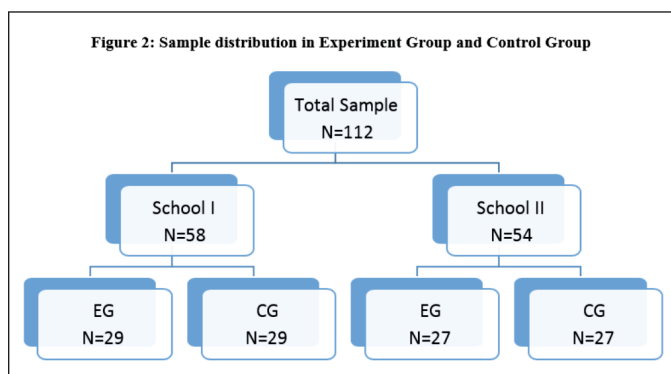 Figure 2: Sample distribution in Experiment Group and Control Group
Total Sample
N=112
School I
N=58
School II
N=54
EG
N=29
CG
N=29
EG
N=27
CG
N=27